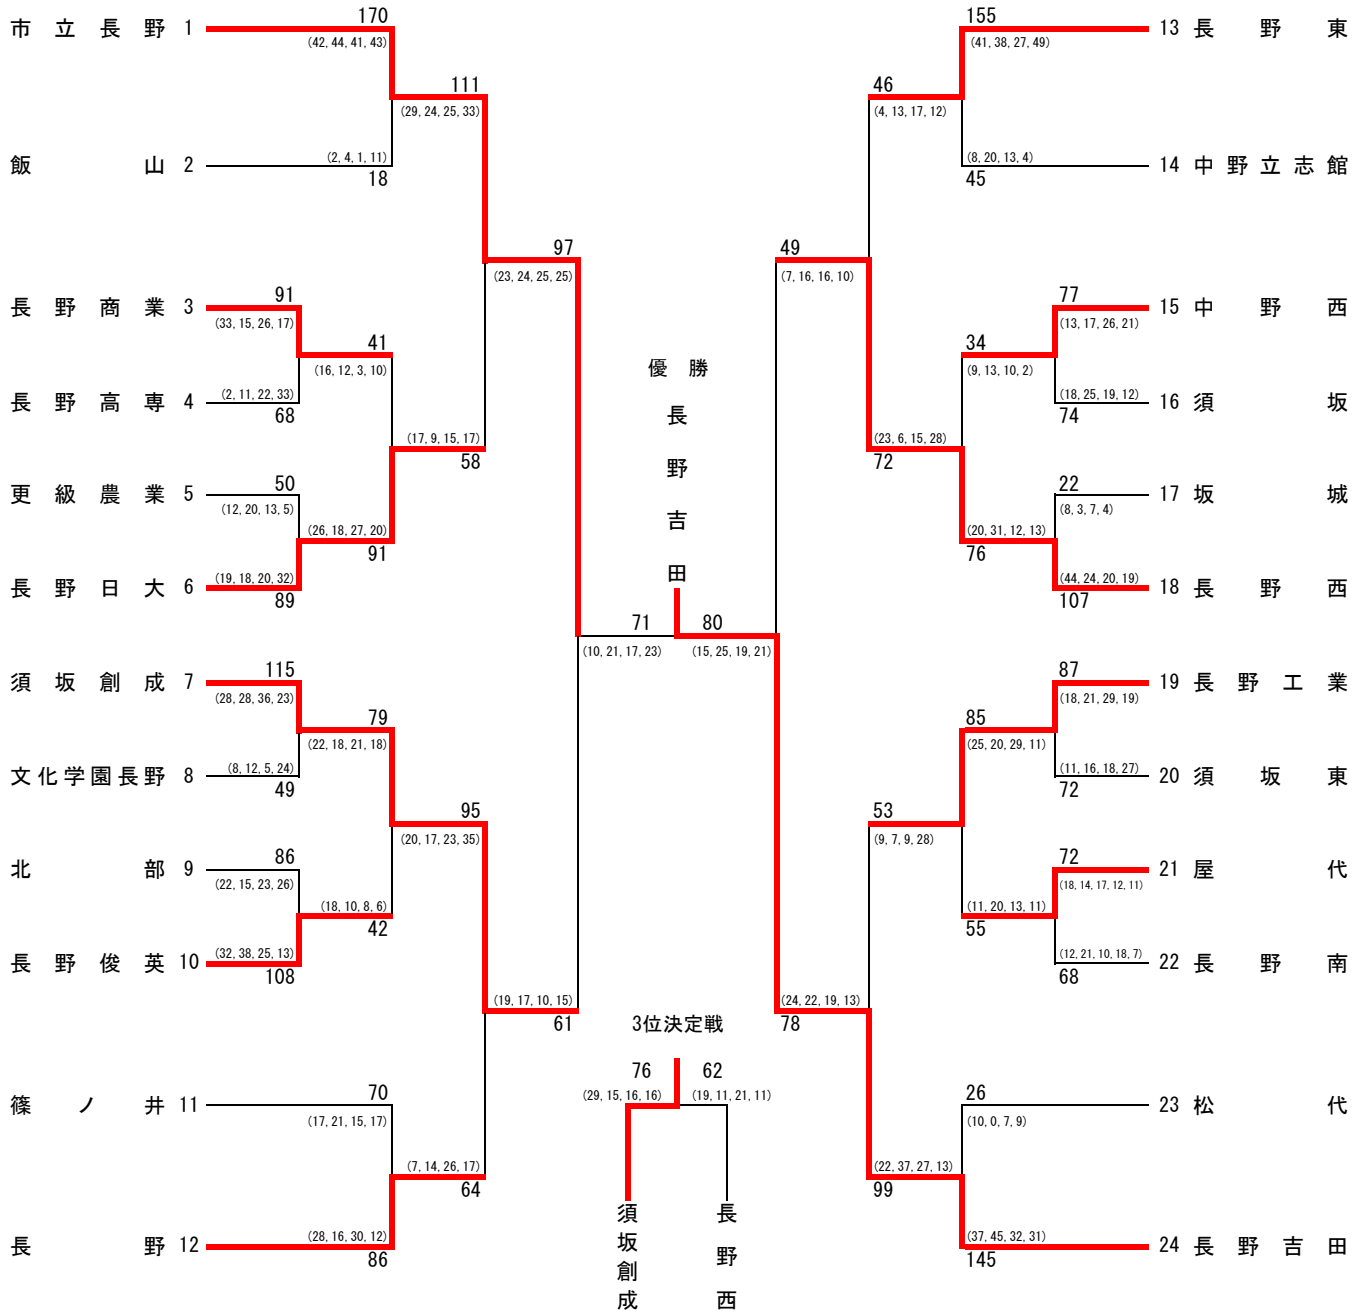 市立長野 1
170
(42, 44, 41, 43)
飯山 2
(2, 4, 1, 11)
18
111
(29, 24, 25, 33)
長野商業 3
91
(33, 15, 26, 17)
長野高専 4
(2, 11, 22, 33)
68
41
(16, 12, 3, 10)
更級農業 5
50
(12, 20, 13, 5)
長野日大 6
(19, 18, 20, 32)
89
(26, 18, 27, 20)
91
(17, 9, 15, 17)
58
97
(23, 24, 25, 25)
須坂創成 7
115
(28, 28, 36, 23)
文化学園長野 8
(8, 12, 5, 24)
49
79
(22, 18, 21, 18)
北部 9
86
(22, 15, 23, 26)
長野俊英 10
(32, 38, 25, 13)
108
(18, 10, 8, 6)
42
95
(20, 17, 23, 35)
篠ノ井 11
70
(17, 21, 15, 17)
長野 12
(28, 16, 30, 12)
86
(7, 14, 26, 17)
64
(19, 17, 10, 15)
61
優勝
長野吉田
71
(10, 21, 17, 23)
80
(15, 25, 19, 21)
3位決定戦
76
(29, 15, 16, 16)
62
(19, 11, 21, 11)
須坂創成
長野西
155
(41, 38, 27, 49)
13 長野東
(8, 20, 13, 4)
45
14 中野立志館
46
(4, 13, 17, 12)
77
(13, 17, 26, 21)
15 中野西
(18, 25, 19, 12)
74
16 須坂
34
(9, 13, 10, 2)
22
(8, 3, 7, 4)
17 坂城
(44, 24, 20, 19)
107
18 長野西
(20, 31, 12, 13)
76
(23, 6, 15, 28)
72
49
(7, 16, 16, 10)
87
(18, 21, 29, 19)
19 長野工業
(11, 16, 18, 27)
72
20 須坂東
85
(25, 20, 29, 11)
72
(18, 14, 17, 12, 11)
21 屋代
(12, 21, 10, 18, 7)
68
22 長野南
(11, 20, 13, 11)
55
53
(9, 7, 9, 28)
26
(10, 0, 7, 9)
23 松代
(37, 45, 32, 31)
145
24 長野吉田
(22, 37, 27, 13)
99
(24, 22, 19, 13)
78